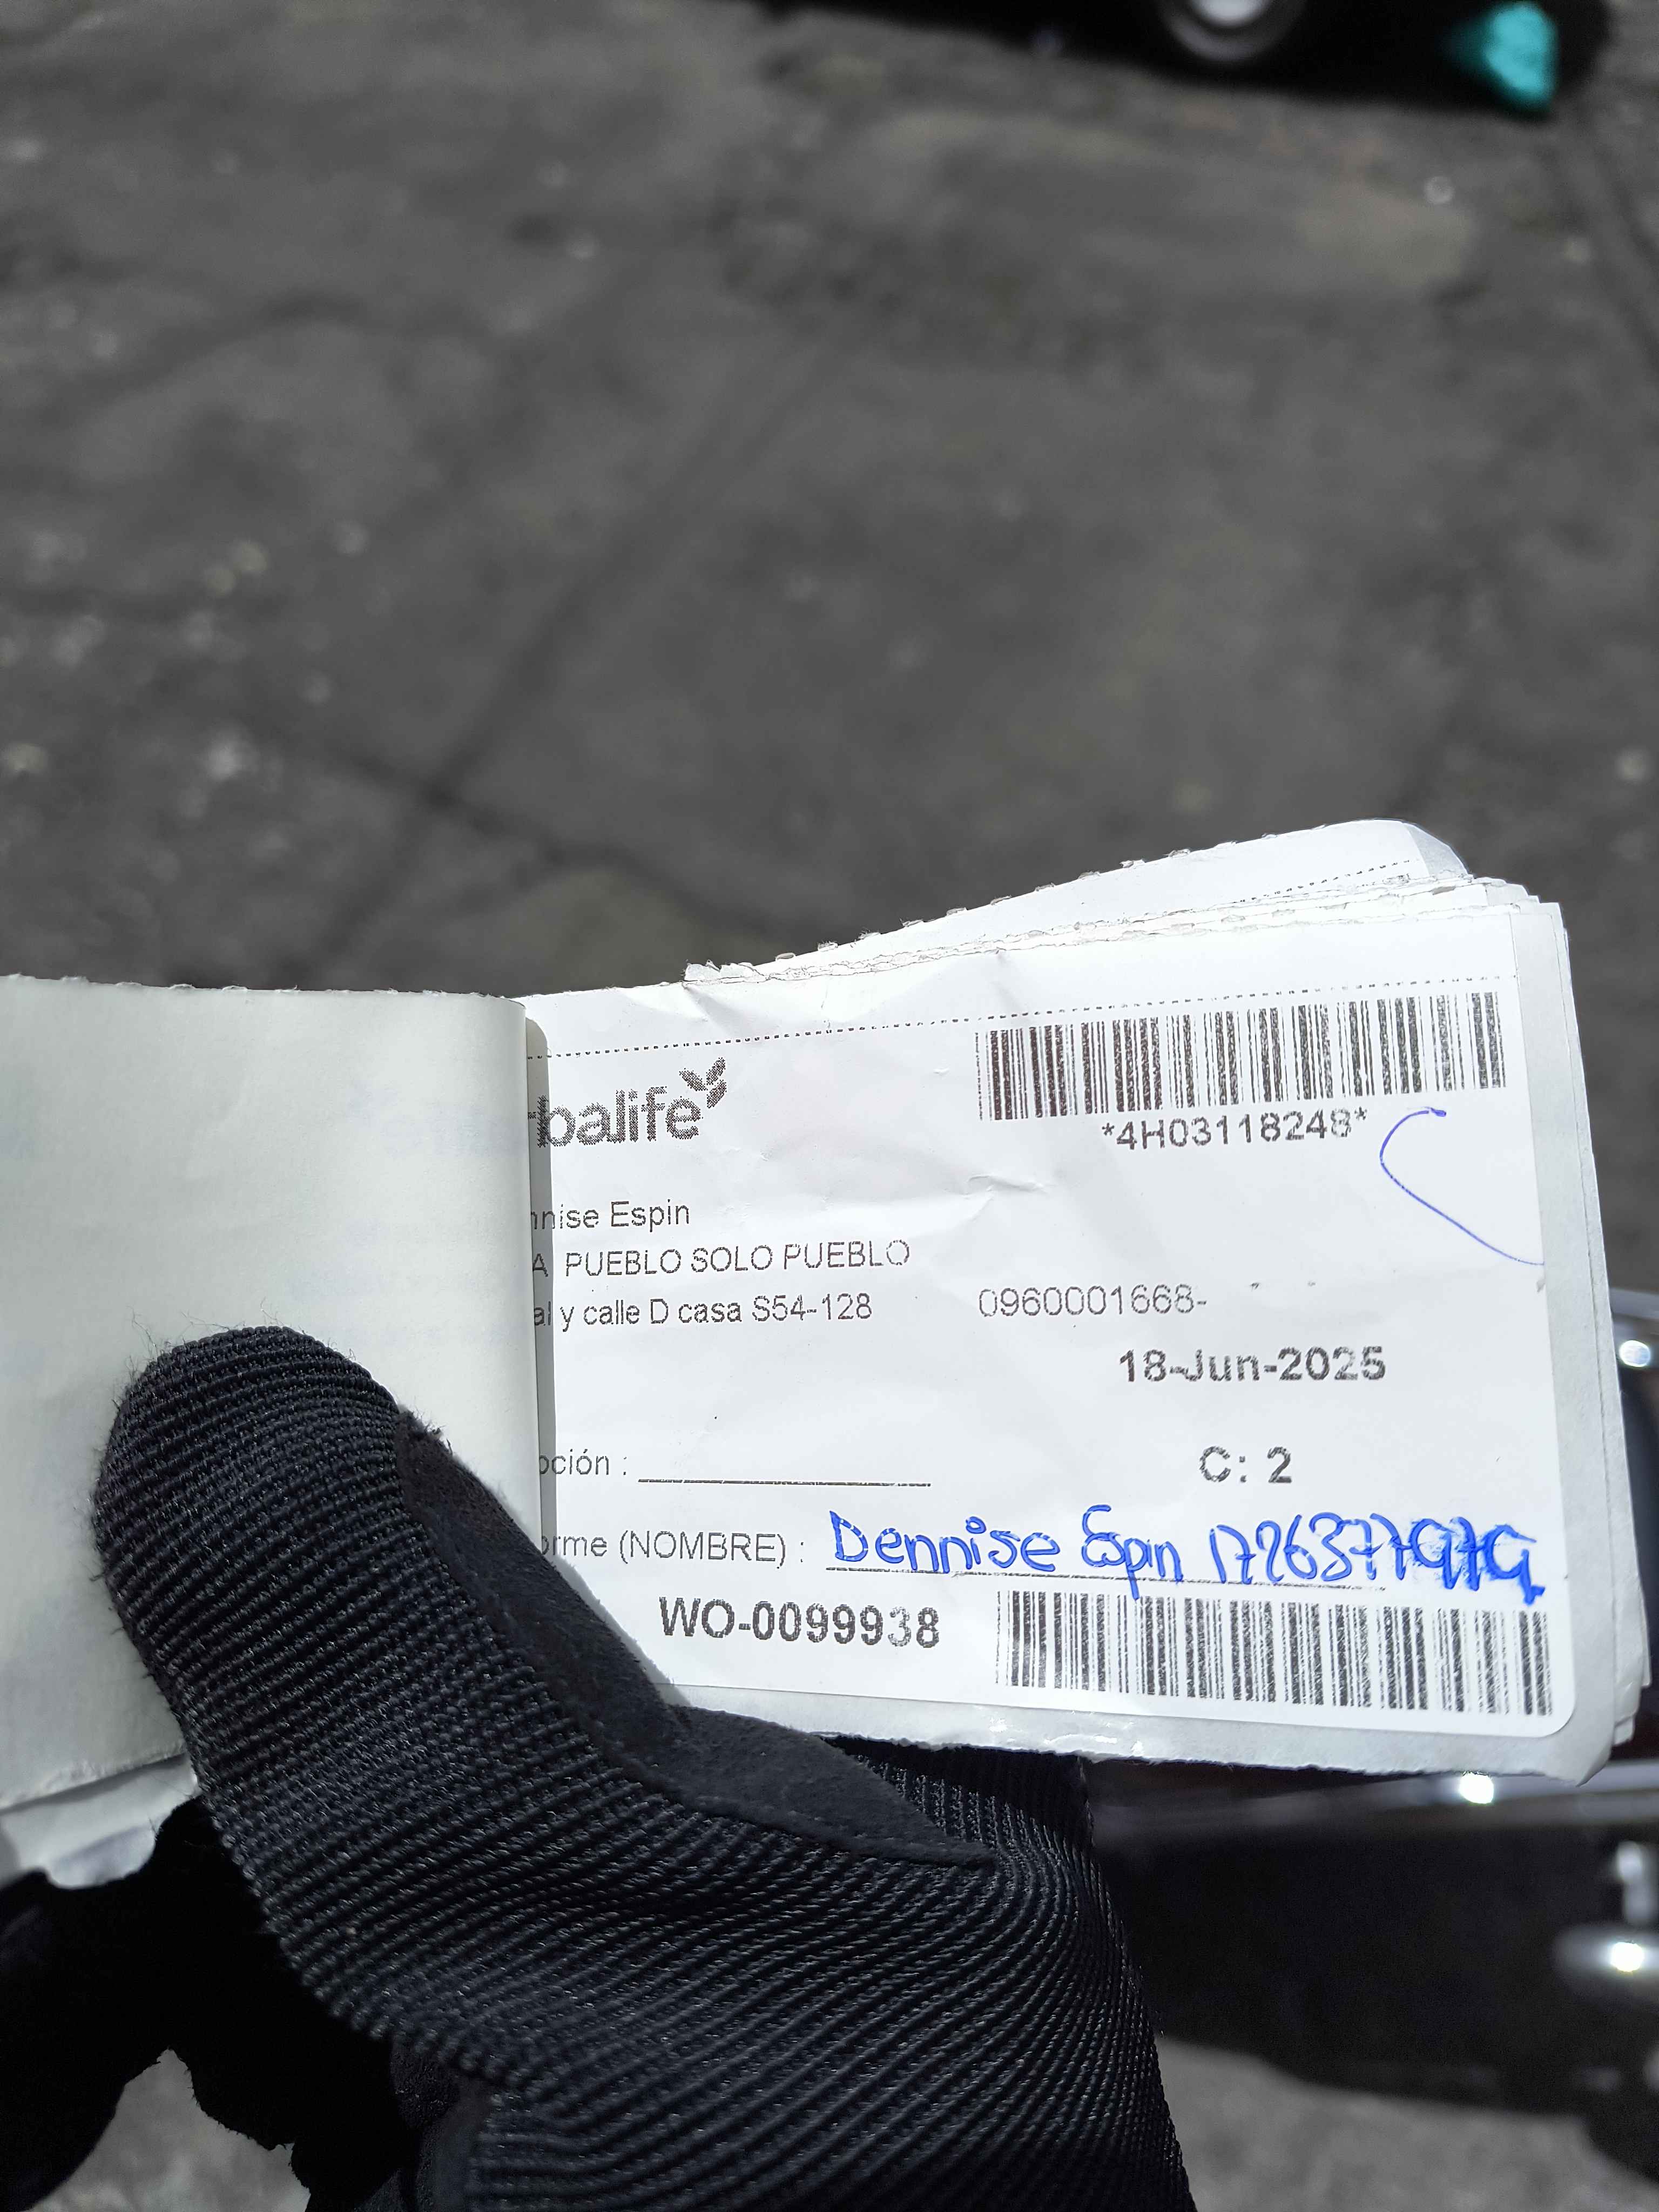 balife
*4H03118248*
nnise Espin
A PUEBLO SOLO PUEBLO
al y calle D casa S54-128
0960001668-
18-Jun-2025
pción :
C: 2
orme (NOMBRE) : Dennise Espin
WO-0099938